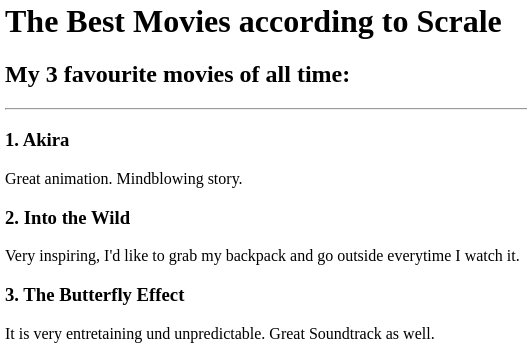 The Best Movies according to Scrale
My 3 favourite movies of all time:
1. Akira
Great animation. Mindblowing story.
2. Into the Wild
Very inspiring, I'd like to grab my backpack and go outside everytime I watch it.
3. The Butterfly Effect
It is very entretaining und unpredictable. Great Soundtrack as well.